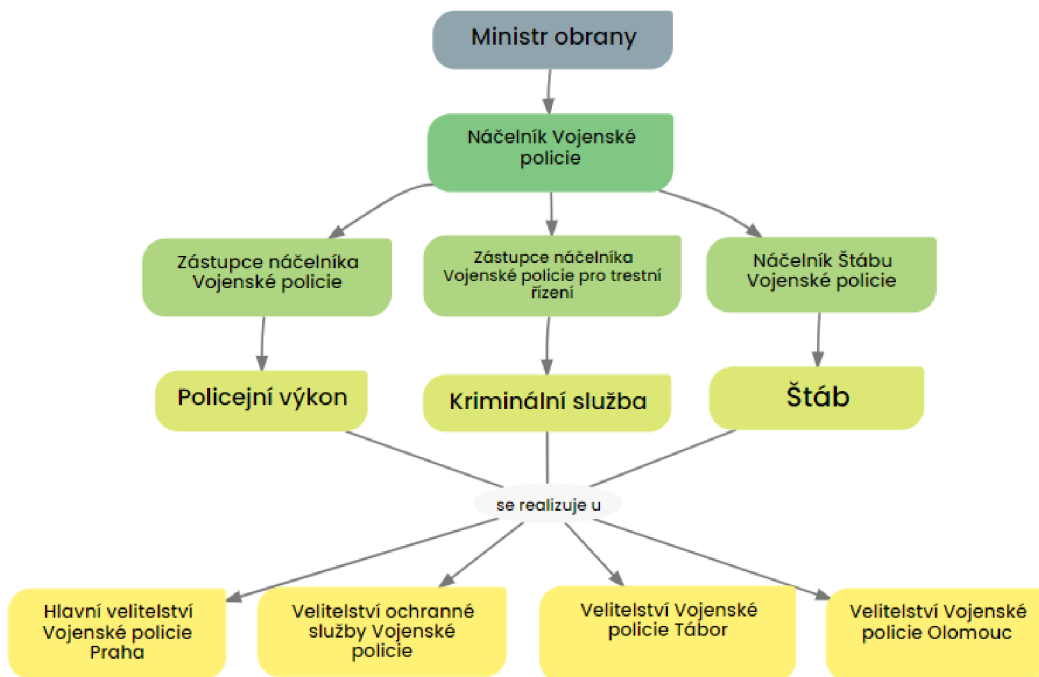 Ministr obrany
Náčelník Vojenské
policie
Zástupce náčelníka
Vojenské policie
Zástupce náčelníka
Vojenské policie pro trestní
řízení
Náčelník Štábu
Vojenské policie
Policejní výkon
Kriminální služba
Štáb
se realizuje u
Hlavní velitelství
Vojenské policie
Praha
Velitelství ochranné
služby Vojenské
policie
Velitelství Vojenské
policie Tábor
Velitelství Vojenské
policie Olomouc